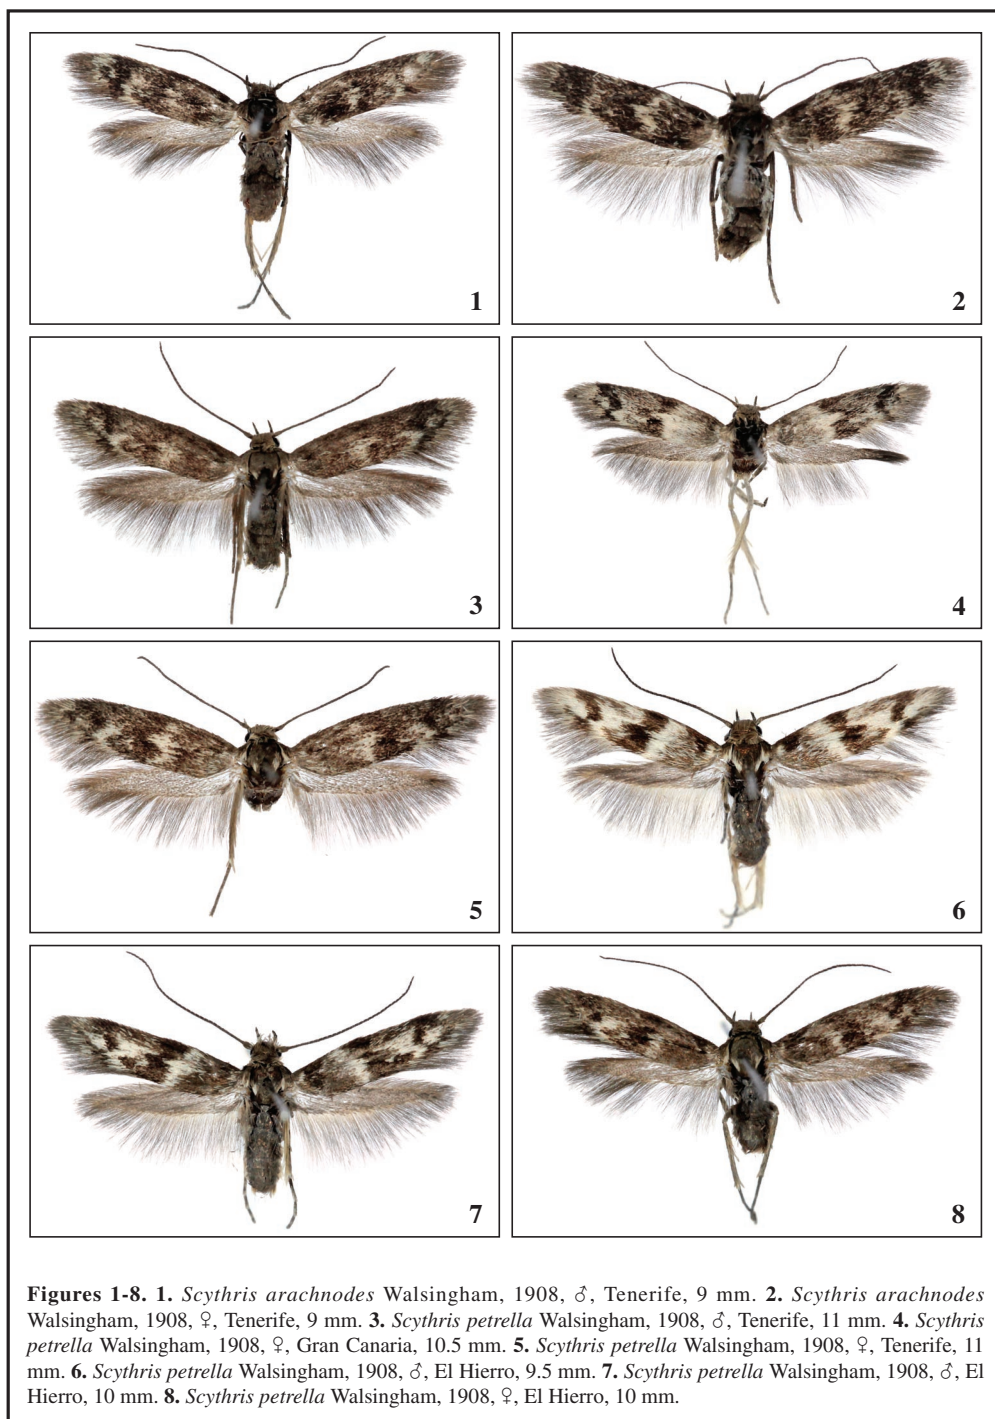 1
2
3
4
5
6
7
8
Figures 1-8. 1. Scythris arachnodes Walsingham, 1908, ♂, Tenerife, 9 mm. 2. Scythris arachnodes
Walsingham, 1908, ♀, Tenerife, 9 mm. 3. Scythris petrella Walsingham, 1908, ♂, Tenerife, 11 mm. 4. Scythris
petrella Walsingham, 1908, ♀, Gran Canaria, 10.5 mm. 5. Scythris petrella Walsingham, 1908, ♀, Tenerife, 11
mm. 6. Scythris petrella Walsingham, 1908, ♂, El Hierro, 9.5 mm. 7. Scythris petrella Walsingham, 1908, ♂, El
Hierro, 10 mm. 8. Scythris petrella Walsingham, 1908, ♀, El Hierro, 10 mm.